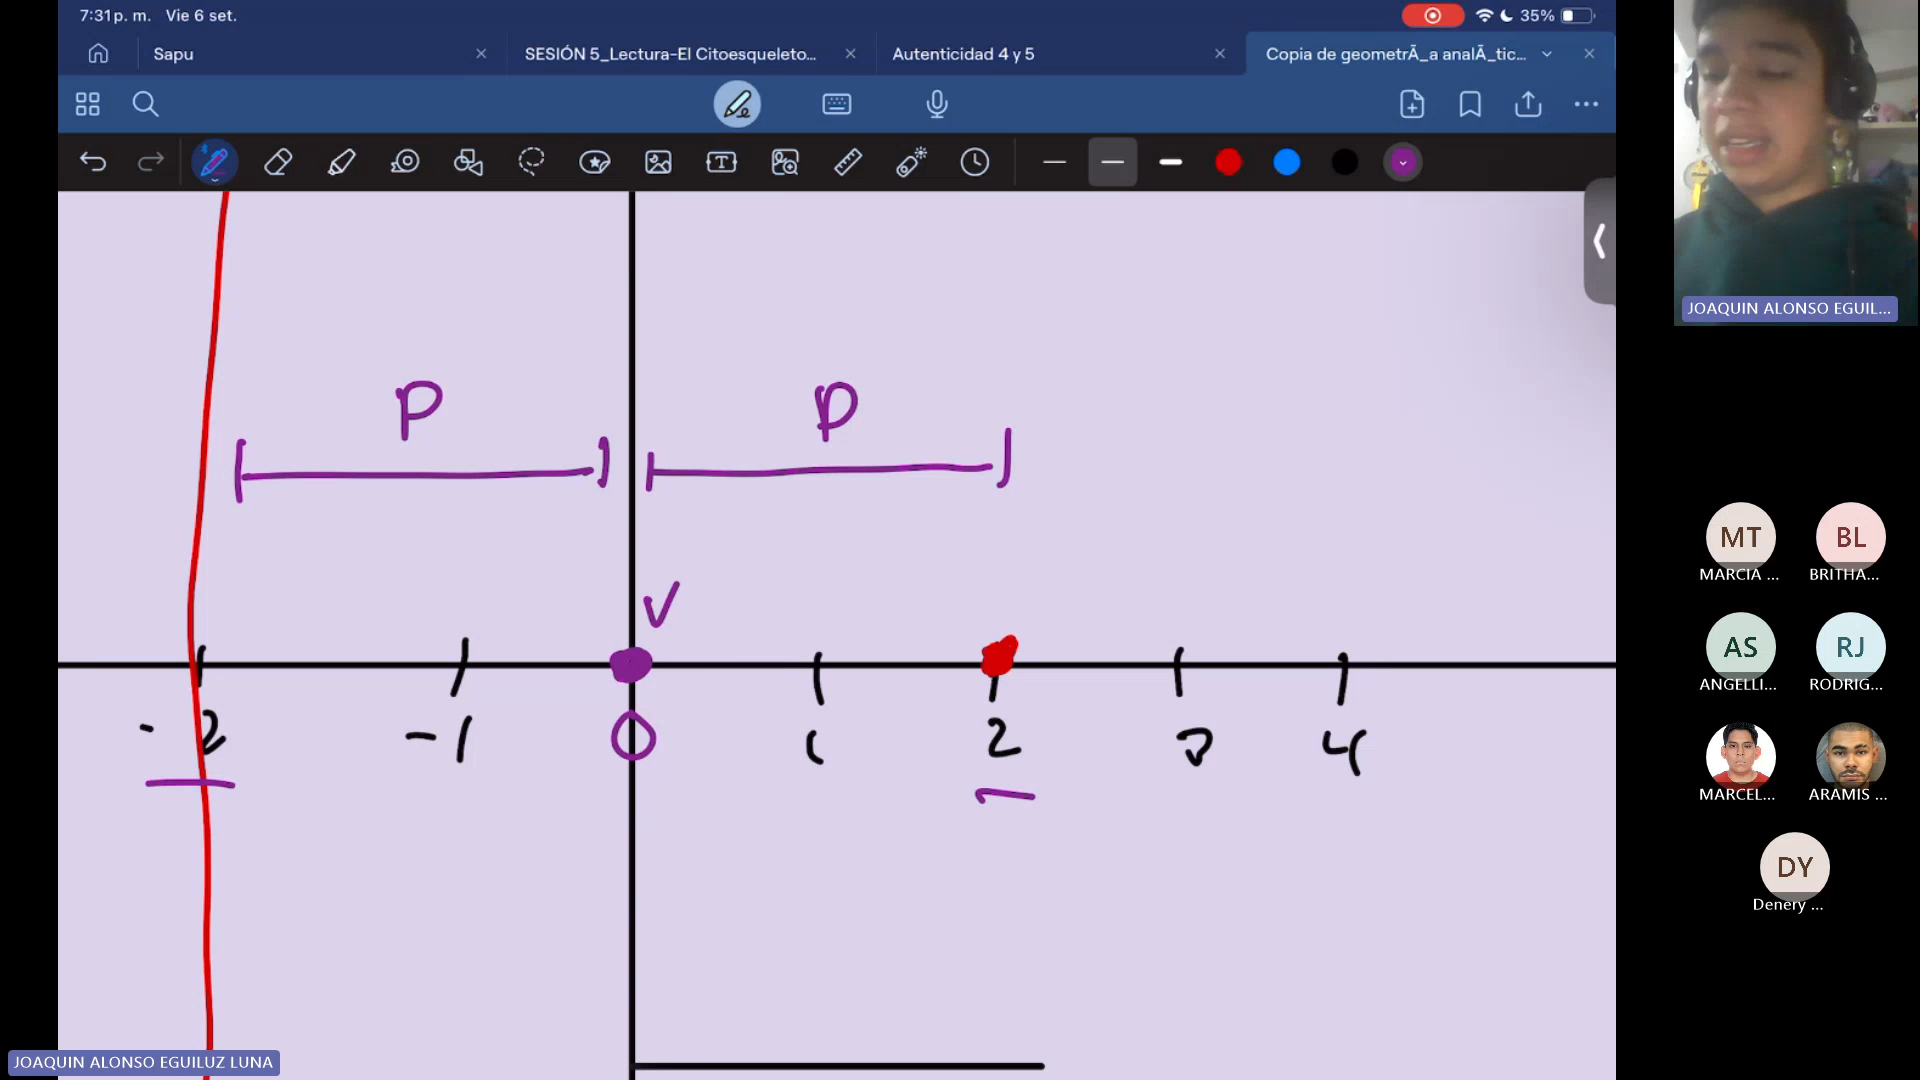 7:31 p. m. Vie 6 set.
35%
Sapu
SESIÓN 5_Lectura-El Citoesqueleto...
Autenticidad 4 y 5
Copia de geometrÃ_a analÃ_tic...
P
P
V
-2 -1 0 1 2 3 4
JOAQUIN ALONSO EGUIL...
MT
BL
MARCIA ...
BRITHA...
AS
RJ
ANGELLI...
RODRIG...
MARCEL...
ARAMIS ...
DY
Denery ...
JOAQUIN ALONSO EGUILUZ LUNA